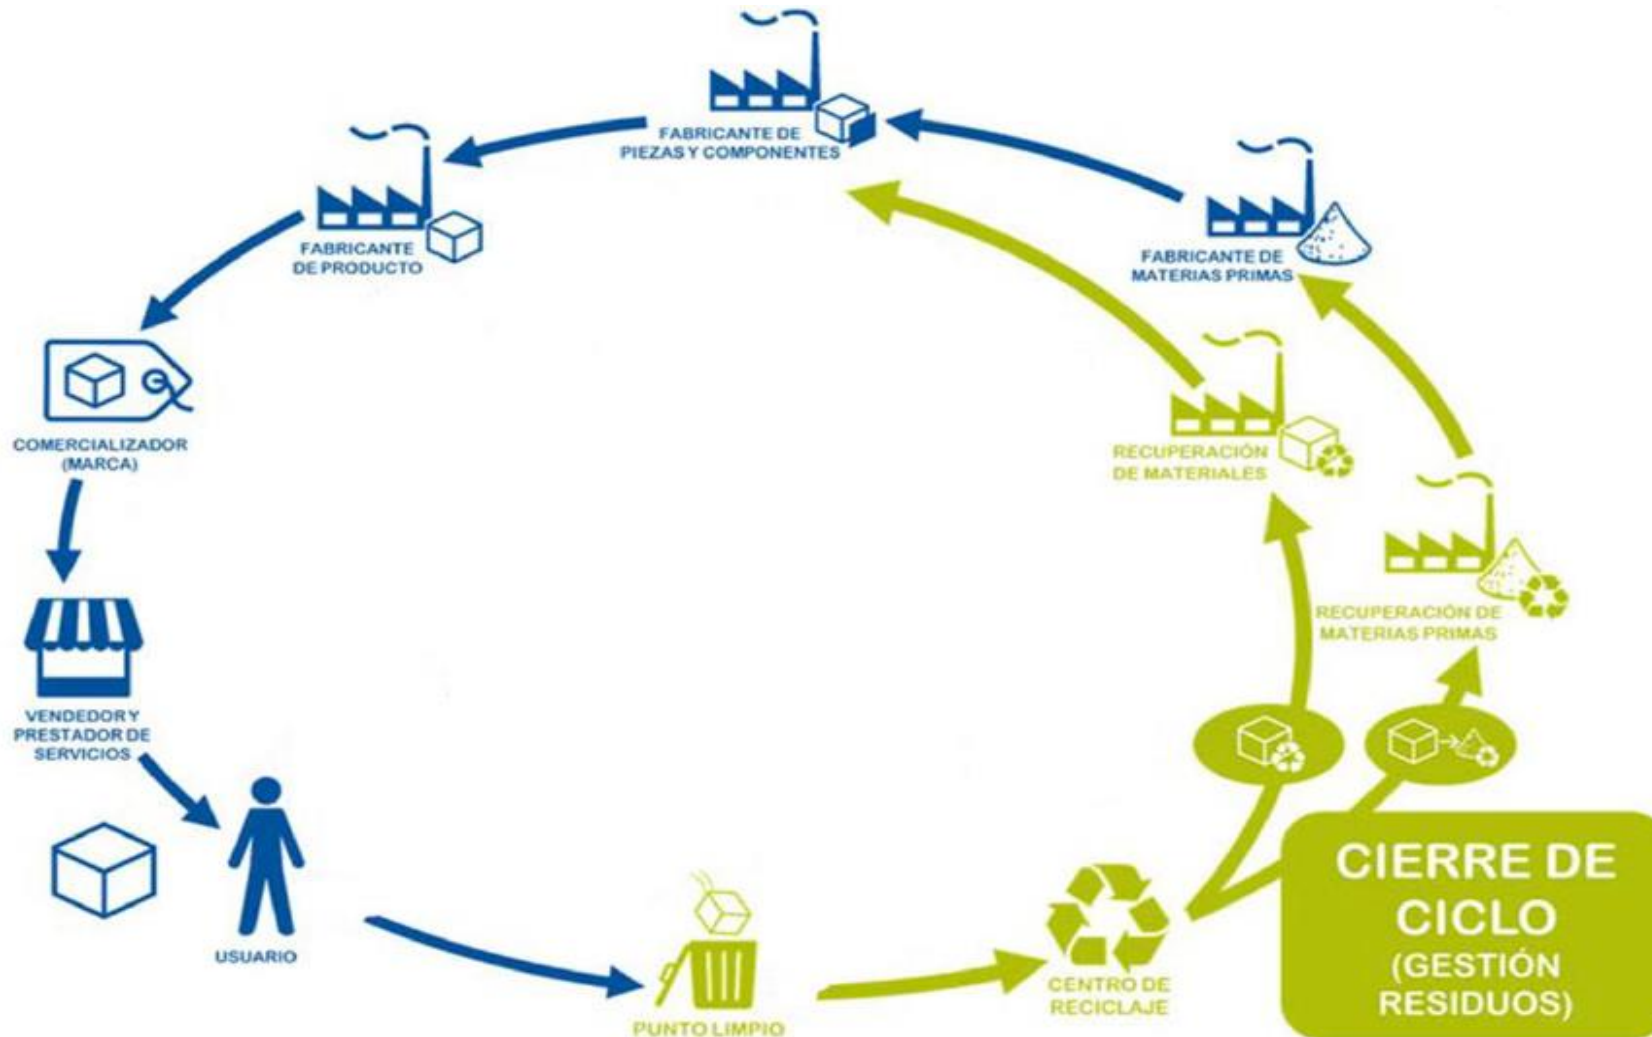 FABRICANTE DE
PIEZAS Y COMPONENTES
FABRICANTE
DE PRODUCTO
FABRICANTE DE
MATERIAS PRIMAS
COMERCIALIZADOR
(MARCA)
RECUPERACIÓN
DE MATERIALES
RECUPERACIÓN DE
MATERIAS PRIMAS
VENDEDOR Y
PRESTADOR DE
SERVICIOS
USUARIO
PUNTO LIMPIO
CENTRO DE
RECICLAJE
CIERRE DE
CICLO
(GESTIÓN
RESIDUOS)